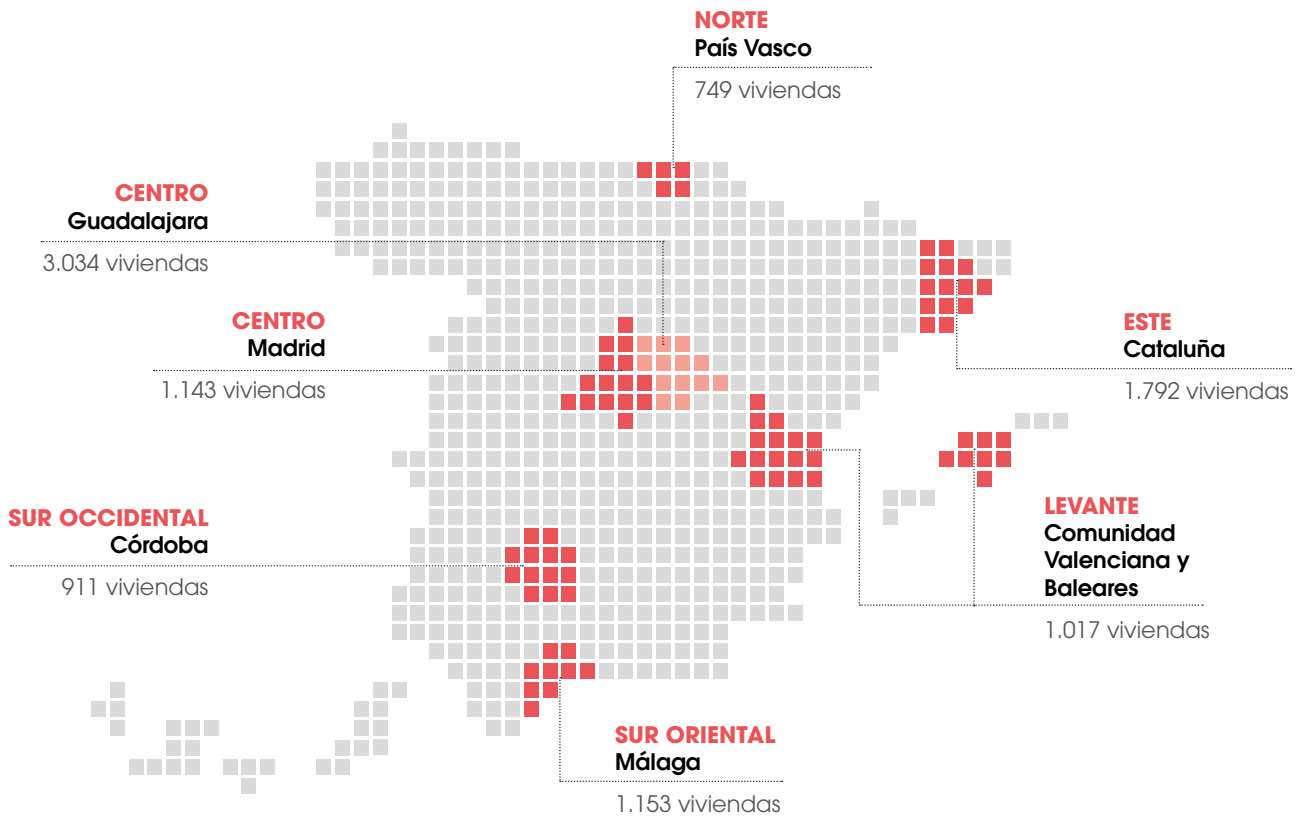 NORTE
País Vasco
749 viviendas
CENTRO
Guadalajara
3.034 viviendas
CENTRO
Madrid
1.143 viviendas
ESTE
Cataluña
1.792 viviendas
SUR OCCIDENTAL
Córdoba
911 viviendas
LEVANTE
Comunidad
Valenciana y
Baleares
1.017 viviendas
SUR ORIENTAL
Málaga
1.153 viviendas